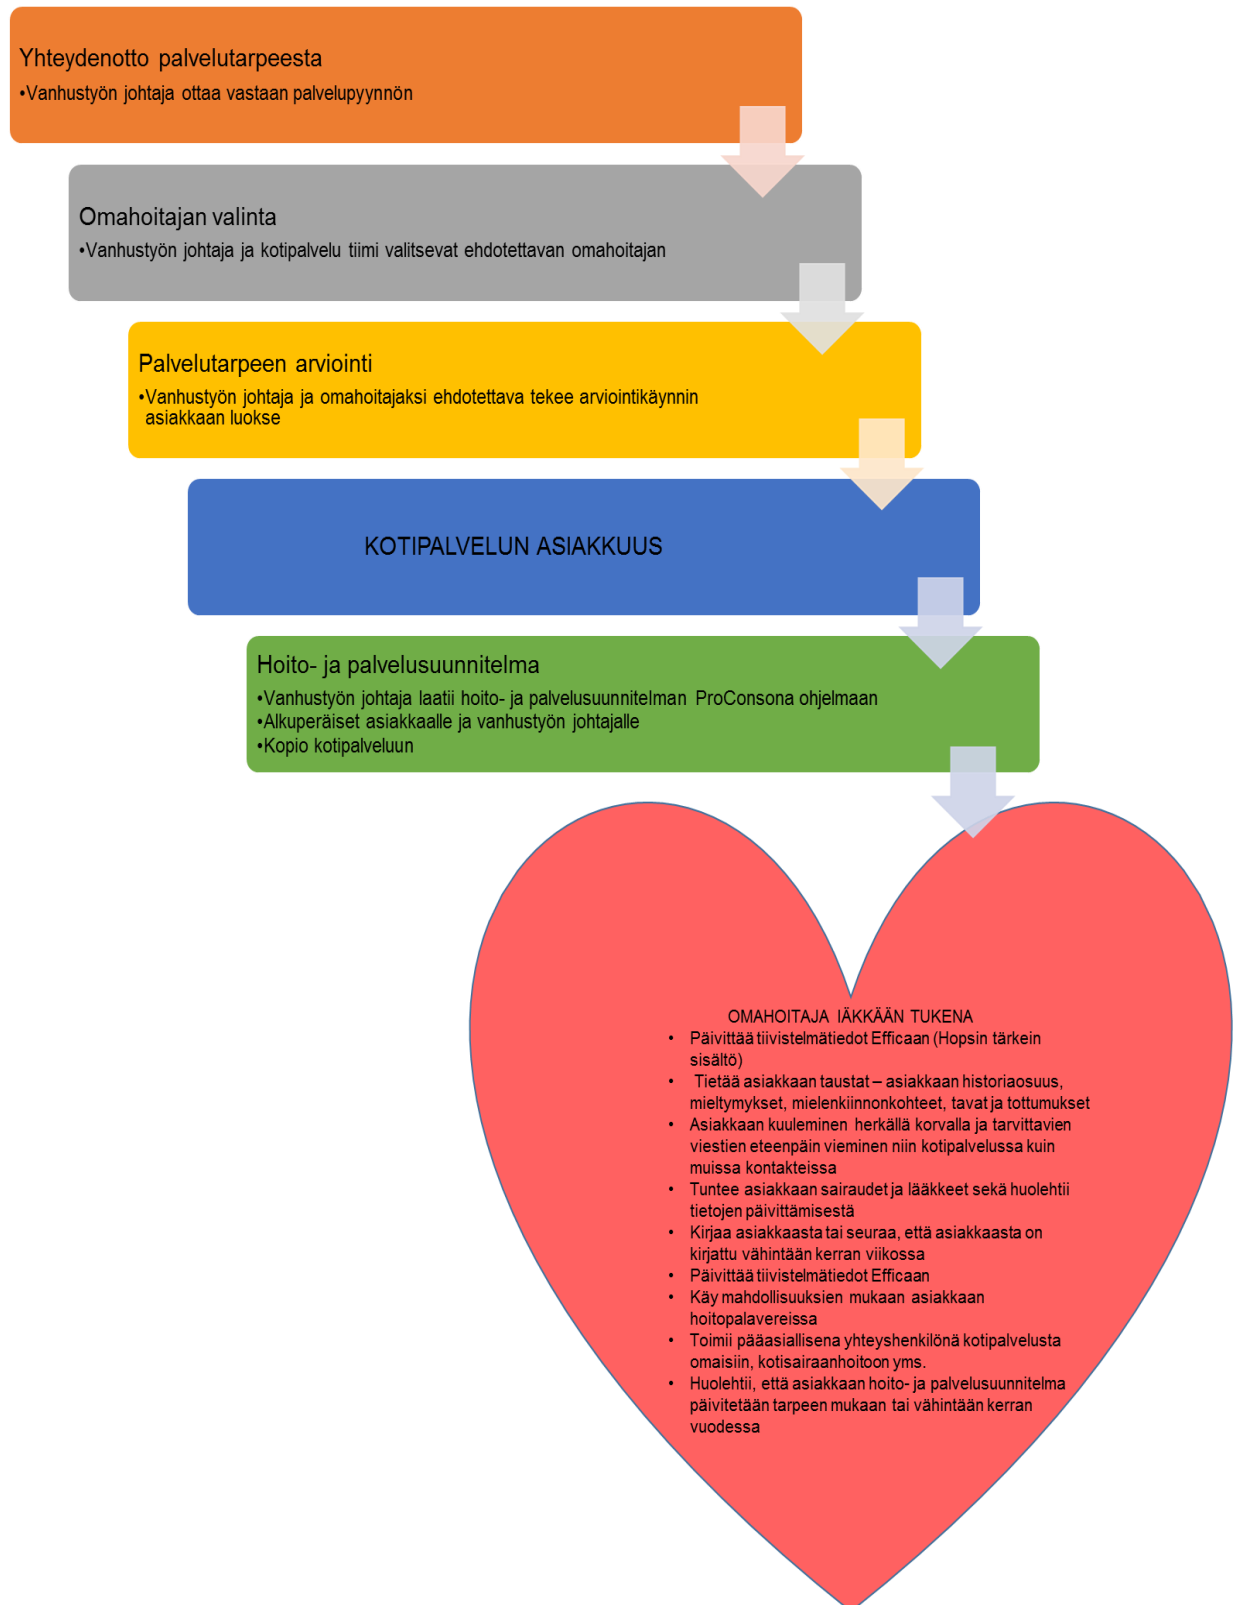 Yhteydenotto palvelutarpeesta
•Vanhustyön johtaja ottaa vastaan palvelupyynnön
Omahoitajan valinta
•Vanhustyön johtaja ja kotipalvelu tiimi valitsevat ehdotettavan omahoitajan
Palvelutarpeen arviointi
•Vanhustyön johtaja ja omahoitajaksi ehdotettava tekee arviointikäynnin
asiakkaan luokse
KOTIPALVELUN ASIAKKUUS
Hoito- ja palvelusuunnitelma
•Vanhustyön johtaja laatii hoito- ja palvelusuunnitelman ProConsona ohjelmaan
•Alkuperäiset asiakkaalle ja vanhustyön johtajalle
•Kopio kotipalveluun
OMAHOITAJA IÄKKÄÄN TUKENA
• Päivittää tiivistelmätiedot Efficaan (Hopsin tärkein
sisältö)
• Tietää asiakkaan taustat – asiakkaan historiaosuus,
mieltymykset, mielenkiinnonkohteet, tavat ja tottumukset
• Asiakkaan kuuleminen herkällä korvalla ja tarvittavien
viestien eteenpäin vieminen niin kotipalvelussa kuin
muissa kontakteissa
• Tuntee asiakkaan sairaudet ja lääkkeet sekä huolehtii
tietojen päivittämisestä
• Kirjaa asiakkaasta tai seuraa, että asiakkaasta on
kirjattu vähintään kerran viikossa
• Päivittää tiivistelmätiedot Efficaan
• Käy mahdollisuuksien mukaan asiakkaan
hoitopalavereissa
• Toimii pääasiallisena yhteyshenkilönä kotipalvelusta
omaisiin, kotisairaanhoitoon yms.
• Huolehtii, että asiakkaan hoito- ja palvelusuunnitelma
päivitetään tarpeen mukaan tai vähintään kerran
vuodessa